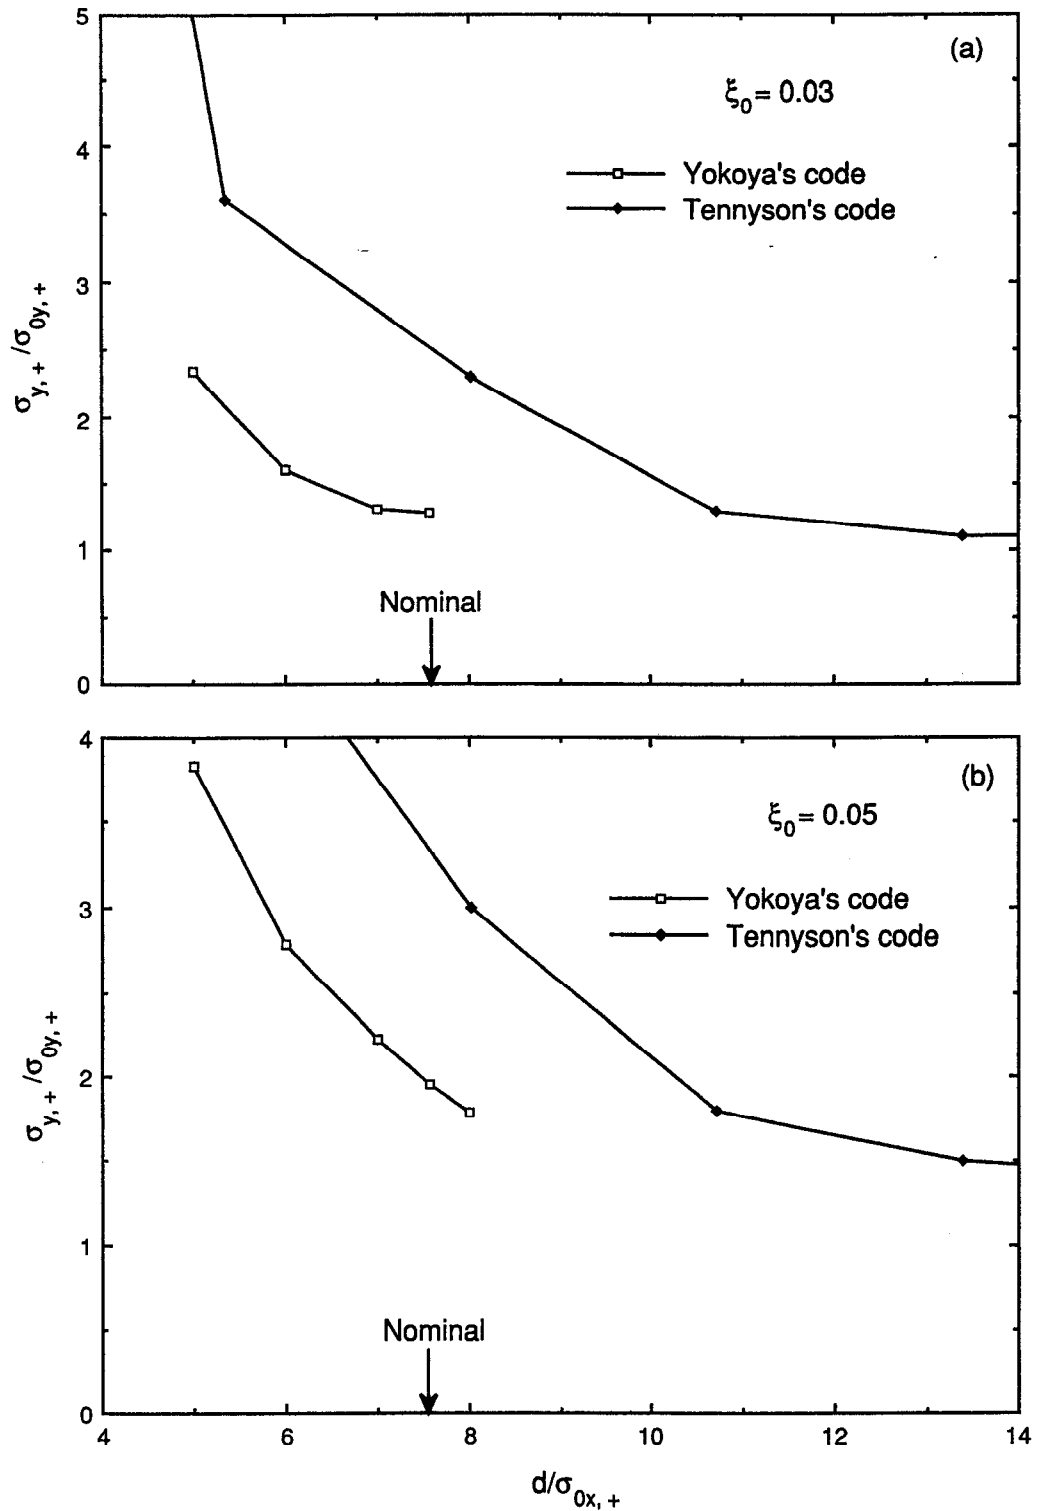 5
(a)
ξ0 = 0.03
4
Yokoya's code
Tennyson's code
3
σy,+ /σ0y,+
2
1
Nominal
0
4
(b)
ξ0 = 0.05
Yokoya's code
3
Tennyson's code
σy,+ /σ0y,+
2
1
Nominal
0
4 6 8 10 12 14
d/σ0x,+